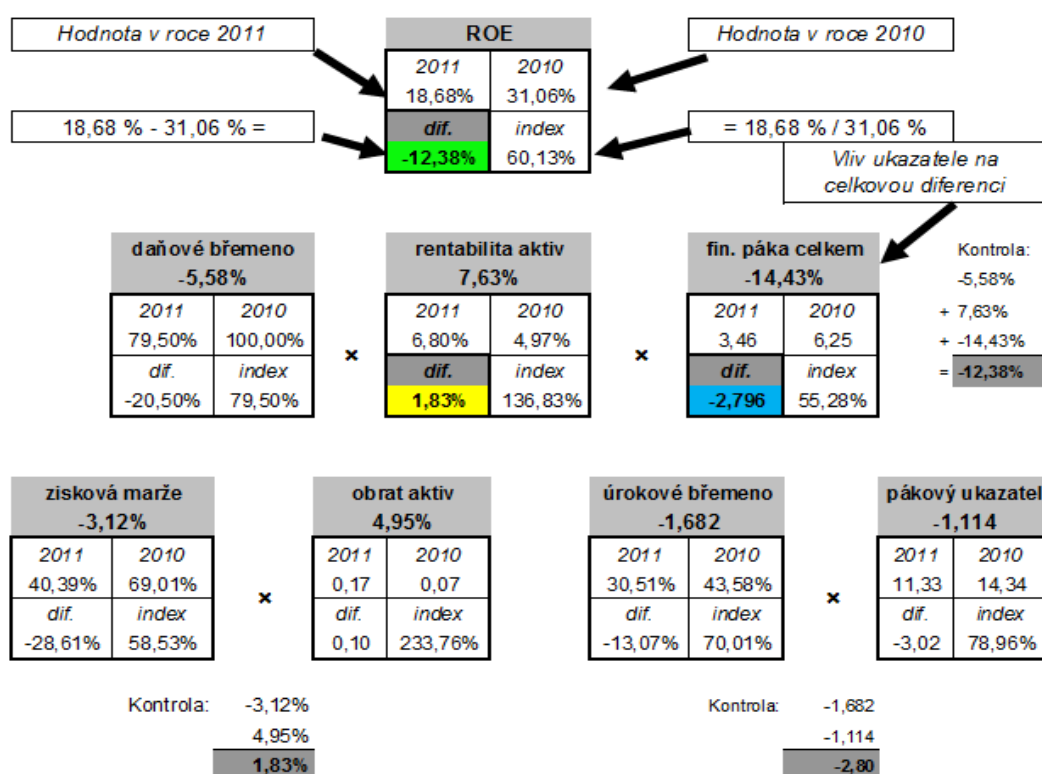 Hodnota v roce 2011
ROE
Hodnota v roce 2010
2011 2010
18,68% 31,06%
18,68 % - 31,06 % =
dif. index
= 18,68 % / 31,06 %
-12,38% 60,13%
Vliv ukazatele na
celkovou diferenci
daňové břemeno
-5,58%
2011 2010
79,50% 100,00%
dif. index
-20,50% 79,50%
×
rentabilita aktiv
7,63%
2011 2010
6,80% 4,97%
dif. index
1,83% 136,83%
×
fin. páka celkem
-14,43%
2011 2010
3,46 6,25
dif. index
-2,796 55,28%
Kontrola:
-5,58%
+ 7,63%
+ -14,43%
= -12,38%
zisková marže
-3,12%
2011 2010
40,39% 69,01%
dif. index
-28,61% 58,53%
×
obrat aktiv
4,95%
2011 2010
0,17 0,07
dif. index
0,10 233,76%
úrokové břemeno
-1,682
2011 2010
30,51% 43,58%
dif. index
-13,07% 70,01%
×
pákový ukazatel
-1,114
2011 2010
11,33 14,34
dif. index
-3,02 78,96%
Kontrola: -3,12%
4,95%
1,83%
Kontrola: -1,682
-1,114
-2,80